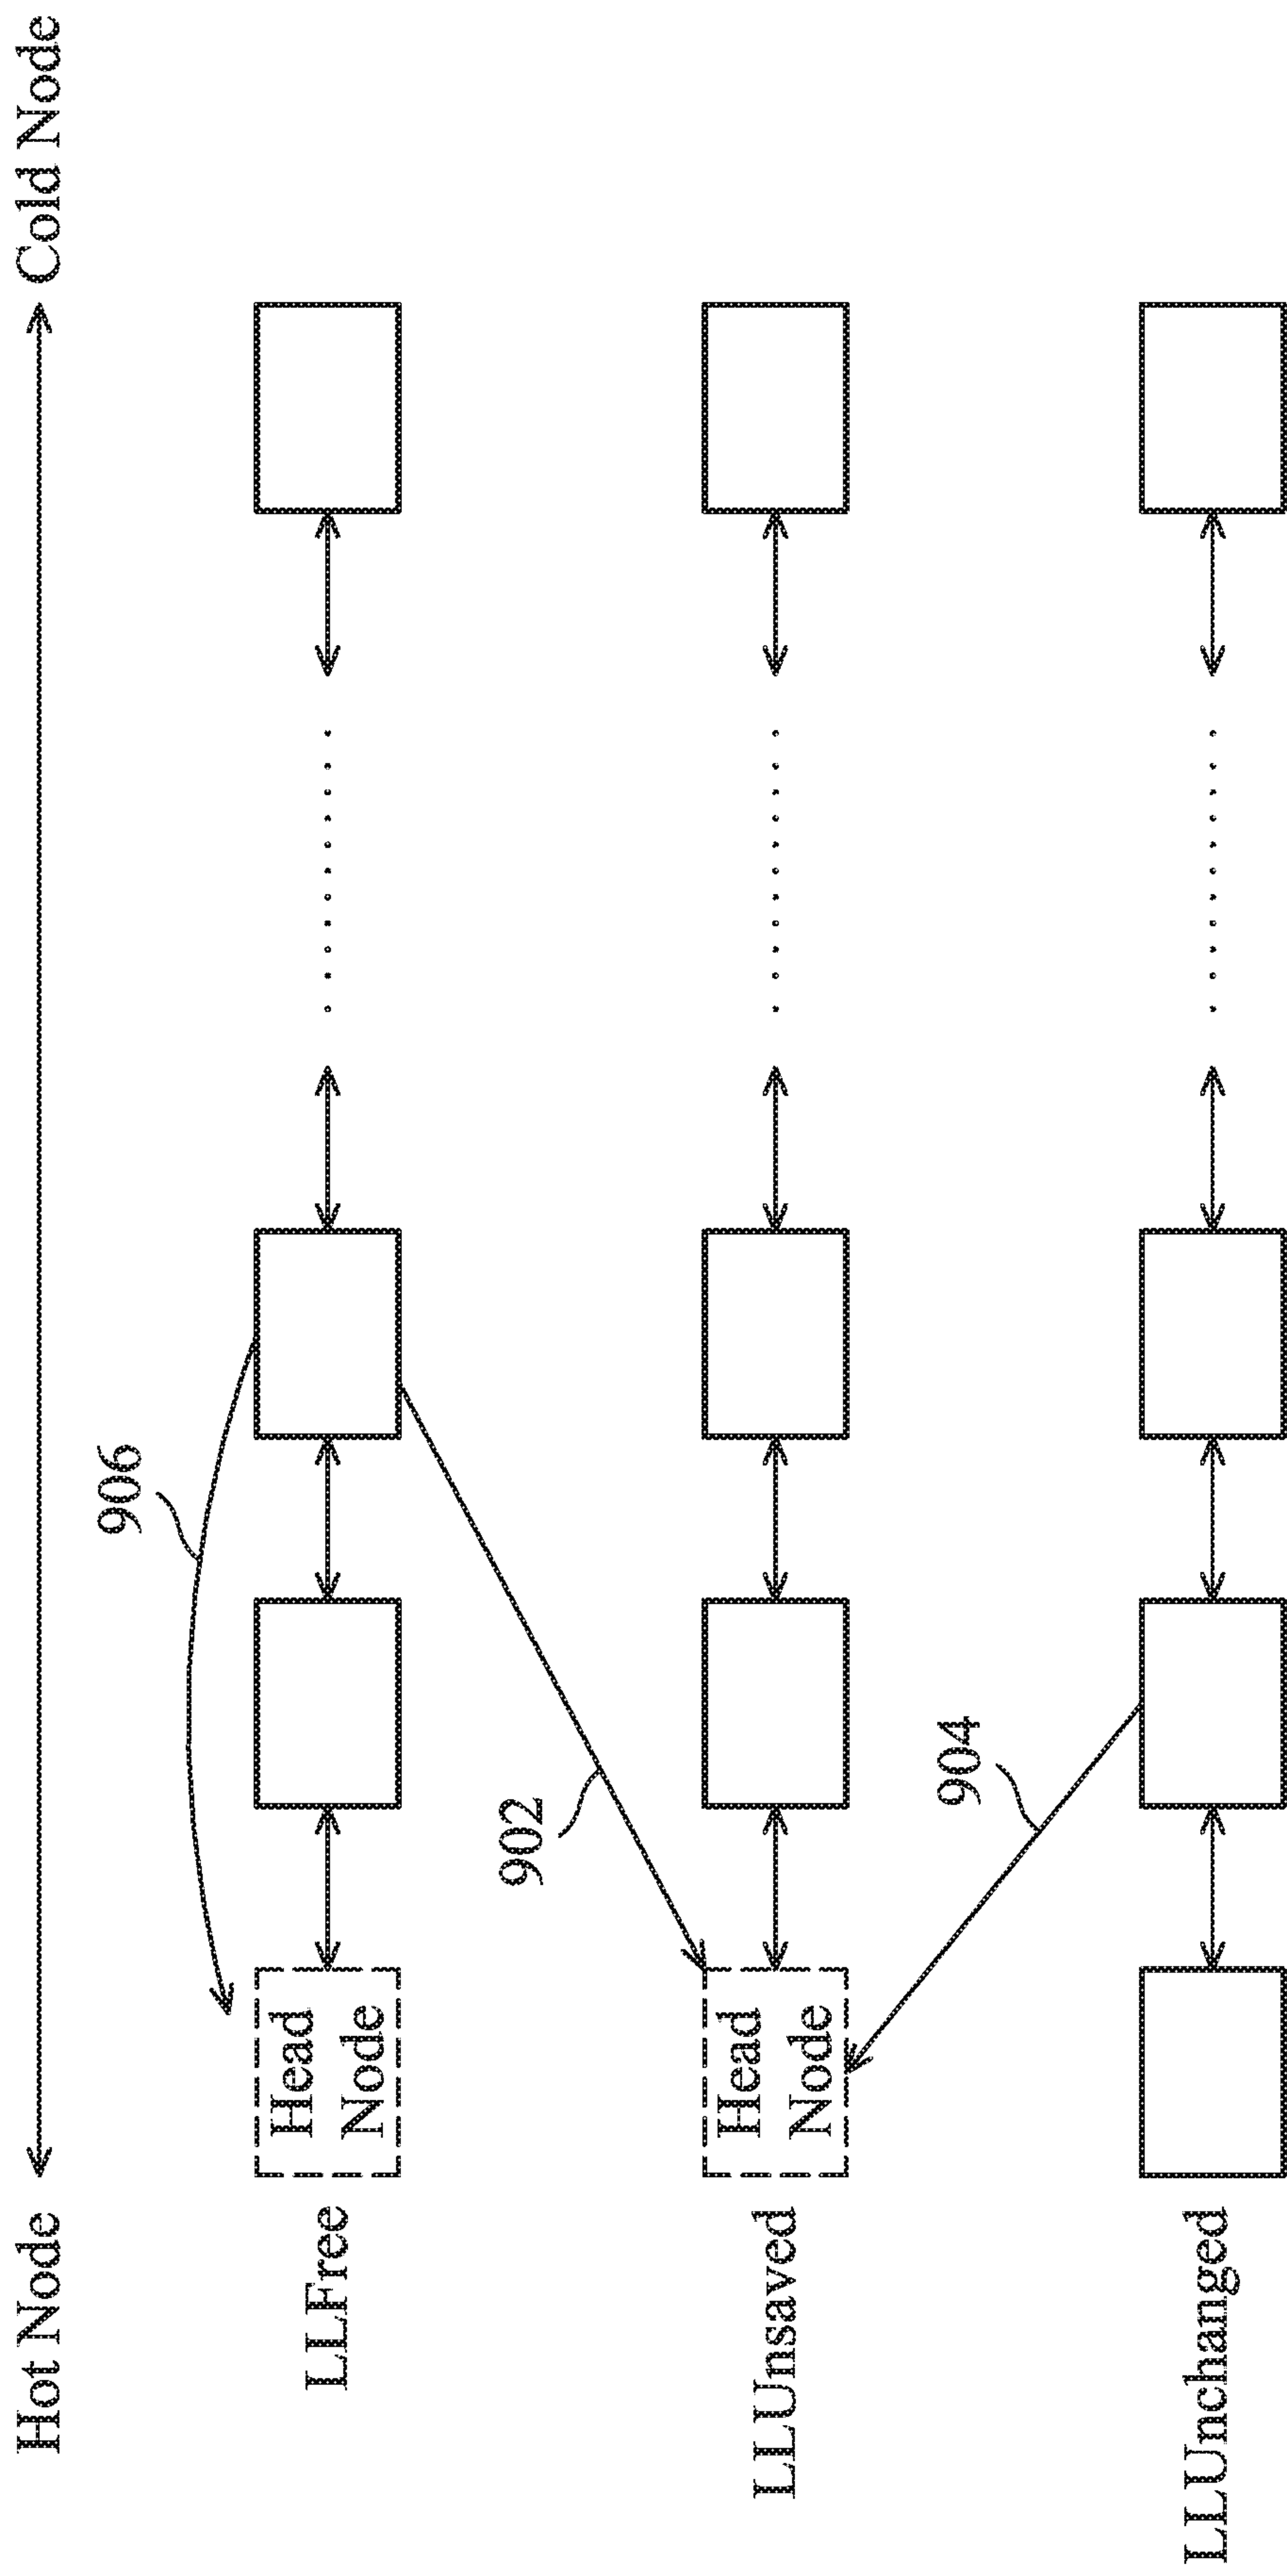 Hot Node
Cold Node
906
LLFree
Head
Node
902
LLUnsaved
Head
Node
904
LLUnchanged